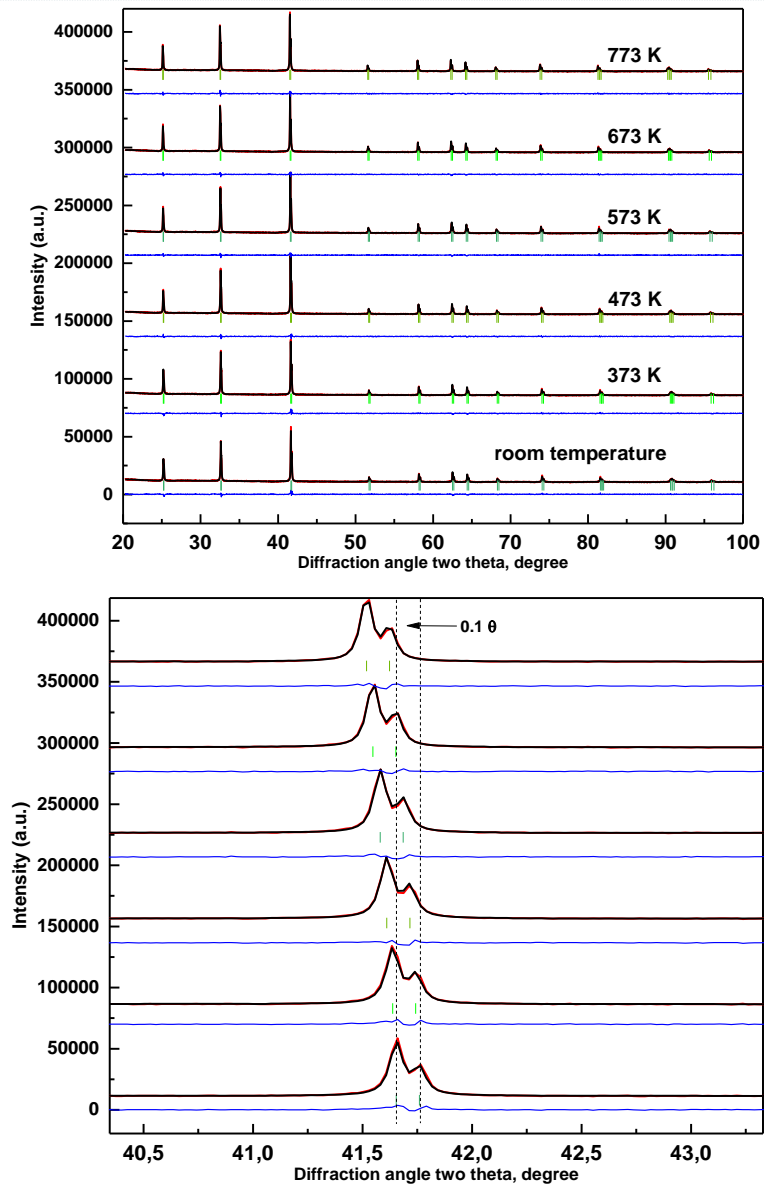 400000
773 K
350000
673 K
300000
573 K
250000
Intensity (a.u.)
200000
473 K
150000
373 K
100000
50000
room temperature
0
20 30 40 50 60 70 80 90 100
Diffraction angle two theta, degree
400000
0.1 θ
350000
300000
250000
Intensity (a.u.)
200000
150000
100000
50000
0
40,5 41,0 41,5 42,0 42,5 43,0
Diffraction angle two theta, degree